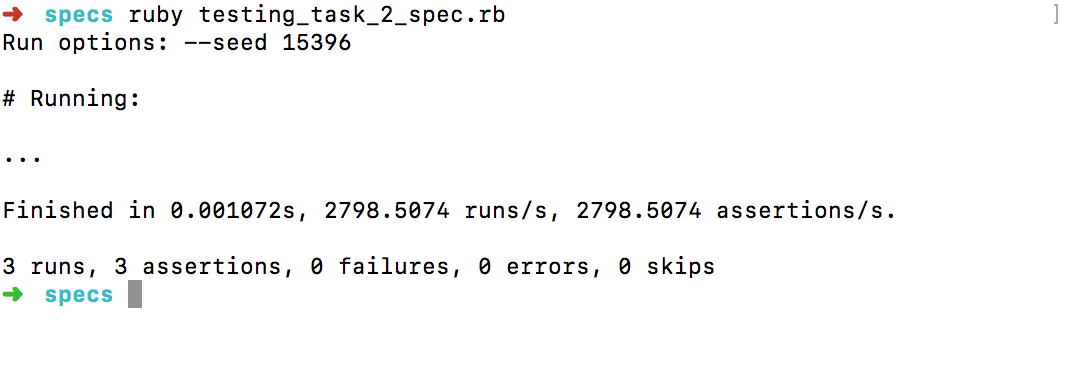 ➜ specs ruby testing_task_2_spec.rb ]
Run options: --seed 15396
# Running:
...
Finished in 0.001072s, 2798.5074 runs/s, 2798.5074 assertions/s.
3 runs, 3 assertions, 0 failures, 0 errors, 0 skips
➜ specs